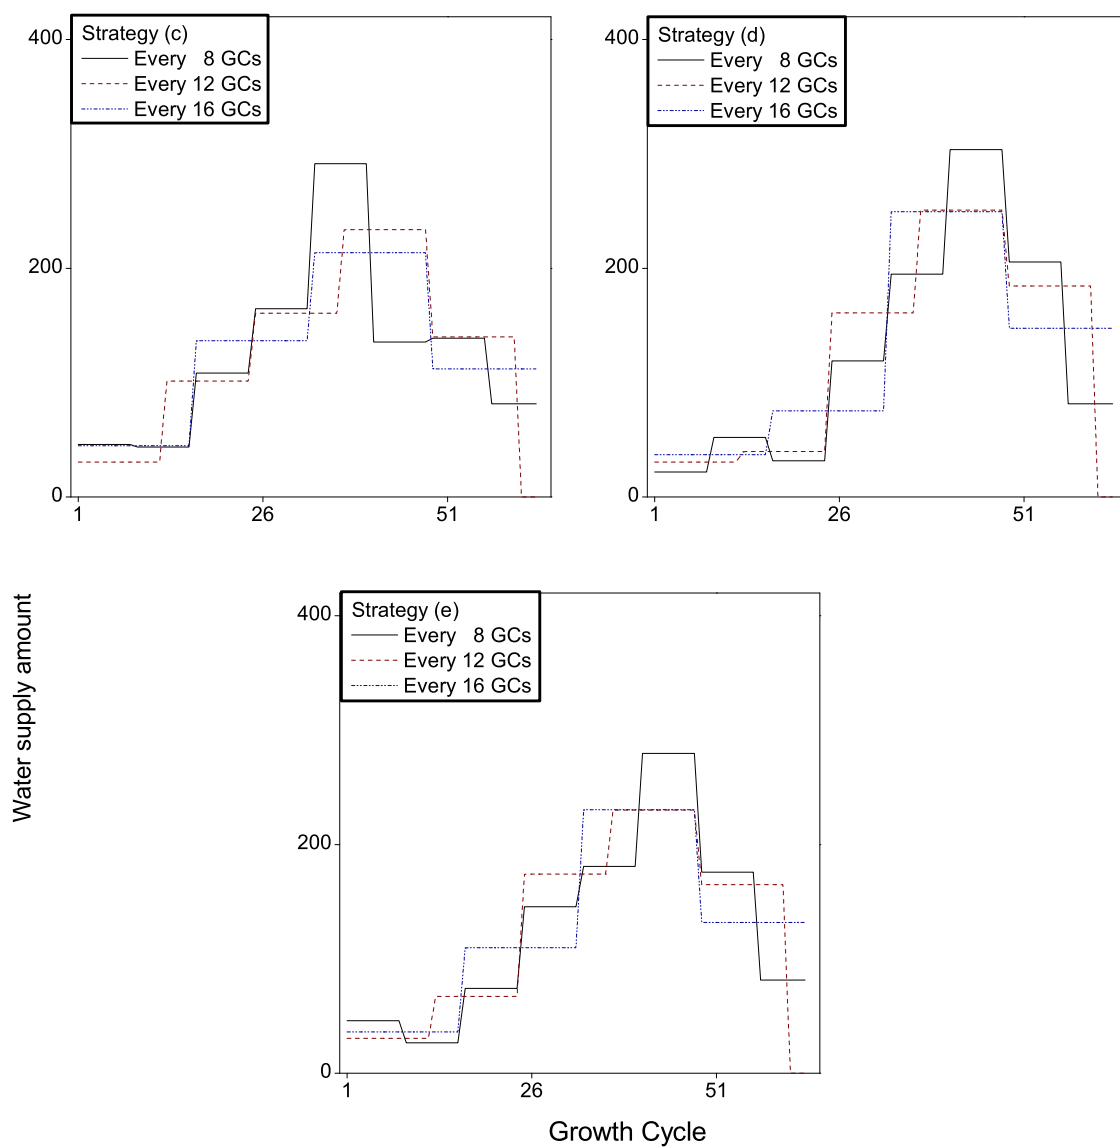 Strategy (c)
Every 8 GCs
Every 12 GCs
Every 16 GCs
400
200
0
1 26 51
Strategy (d)
Every 8 GCs
Every 12 GCs
Every 16 GCs
400
200
0
1 26 51
Strategy (e)
Every 8 GCs
Every 12 GCs
Every 16 GCs
400
200
0
1 26 51
Water supply amount
Growth Cycle